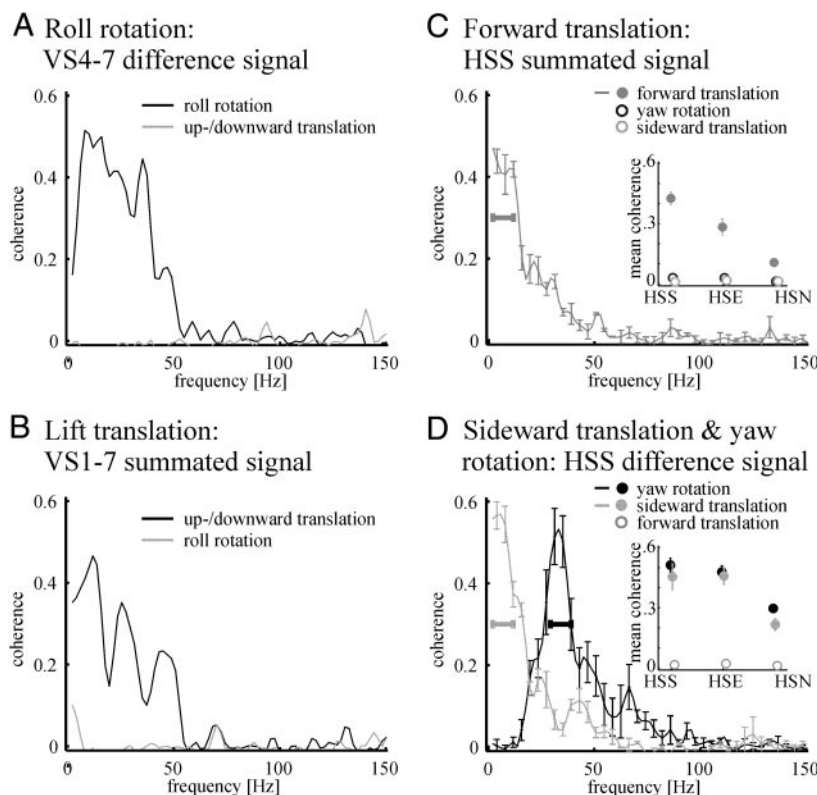 A Roll rotation:
VS4-7 difference signal
0.6
roll rotation
up-/downward translation
0.4
coherence
0.2
0
0 50 100 150
frequency [Hz]
B Lift translation:
VS1-7 summated signal
0.6
up-/downward translation
roll rotation
0.4
coherence
0.2
0
0 50 100 150
frequency [Hz]
C Forward translation:
HSS summated signal
0.6
forward translation
yaw rotation
sideward translation
0.4
coherence
0.2
0
0 50 100 150
frequency [Hz]
.6
.3
0
mean coherence
HSS HSE HSN
D Sideward translation & yaw
rotation: HSS difference signal
0.6
yaw rotation
sideward translation
forward translation
0.4
coherence
0.2
0
0 50 100 150
frequency [Hz]
.6
.3
0
mean coherence
HSS HSE HSN